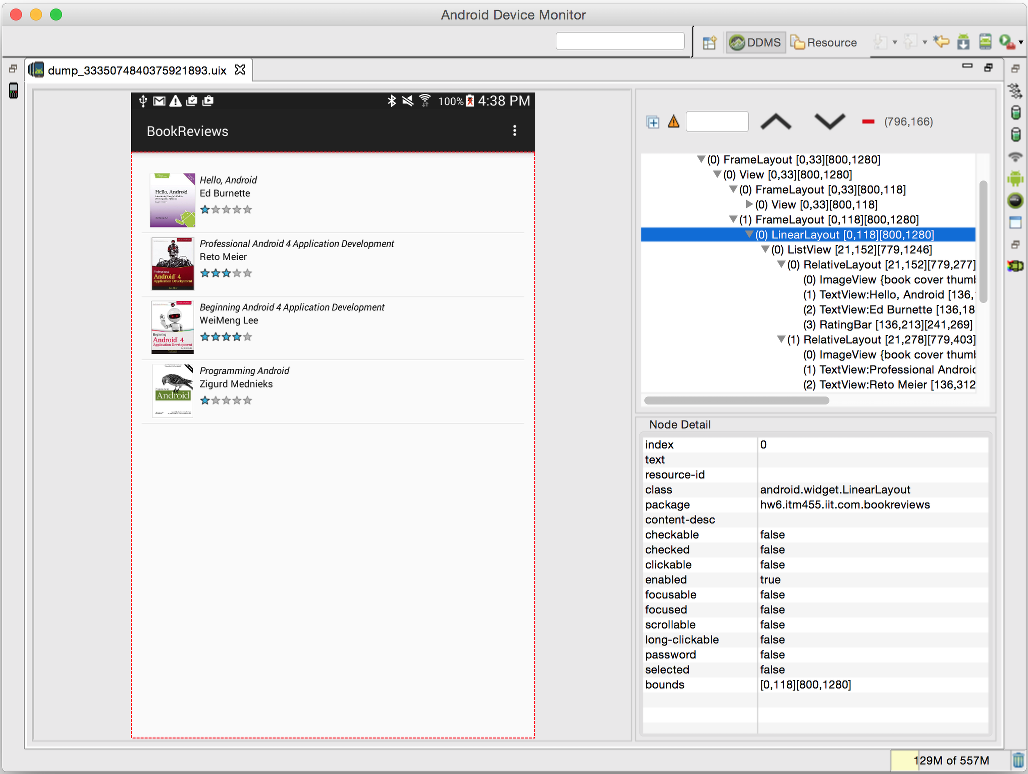 Android Device Monitor
DDMS
Resource
dump_3335074840375921893.uix
100%
4:38 PM
BookReviews
Hello, Android
Ed Burnette
Professional Android 4 Application Development
Reto Meier
Beginning Android 4 Application Development
WeiMeng Lee
Programming Android
Zigurd Mednieks
(796,166)
(0) FrameLayout [0,33][800,1280]
(0) View [0,33][800,1280]
(0) FrameLayout [0,33][800,118]
(0) View [0,33][800,118]
(1) FrameLayout [0,118][800,1280]
(0) LinearLayout [0,118][800,1280]
(0) ListView [21,152][779,1246]
(0) RelativeLayout [21,152][779,277]
(0) ImageView {book cover thumb
(1) TextView:Hello, Android [136,
(2) TextView:Ed Burnette [136,18
(3) RatingBar [136,213][241,269]
(1) RelativeLayout [21,278][779,403]
(0) ImageView {book cover thumb
(1) TextView:Professional Android
(2) TextView:Reto Meier [136,312
Node Detail
index 0
text
resource-id
class android.widget.LinearLayout
package hw6.itm455.iit.com.bookreviews
content-desc
checkable false
checked false
clickable false
enabled true
focusable false
focused false
scrollable false
long-clickable false
password false
selected false
bounds [0,118][800,1280]
129M of 557M